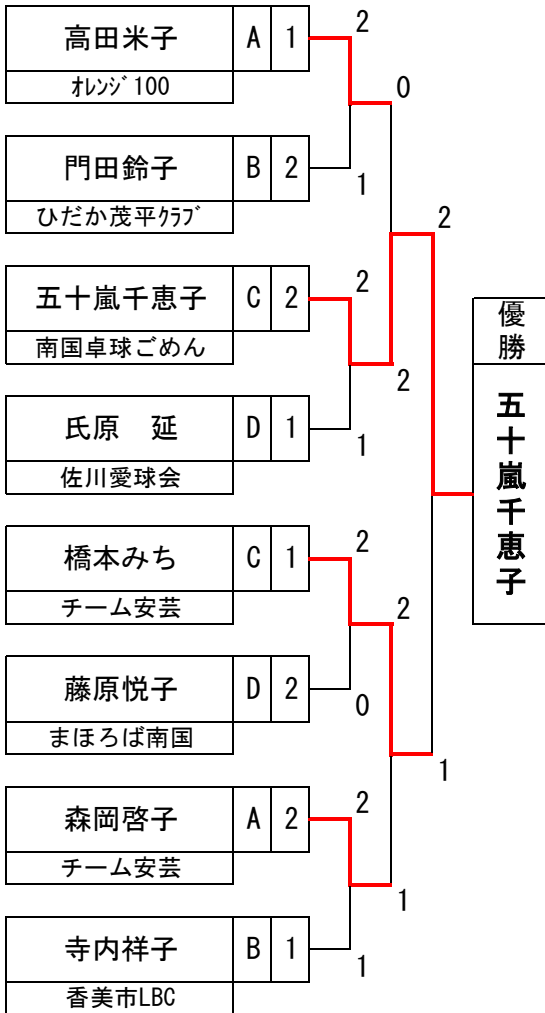 高田米子 A 1 2
ｵﾚﾝｼﾞ100 0
門田鈴子 B 2 1
ひだか茂平ｸﾗﾌﾞ 2
五十嵐千恵子 C 2 2
南国卓球ごめん 2
氏原　延 D 1 1
佐川愛球会
橋本みち C 1 2
チーム安芸 2
藤原悦子 D 2 0
まほろば南国 1
森岡啓子 A 2 2
チーム安芸 1
寺内祥子 B 1 1
香美市LBC
優勝
五十嵐千恵子